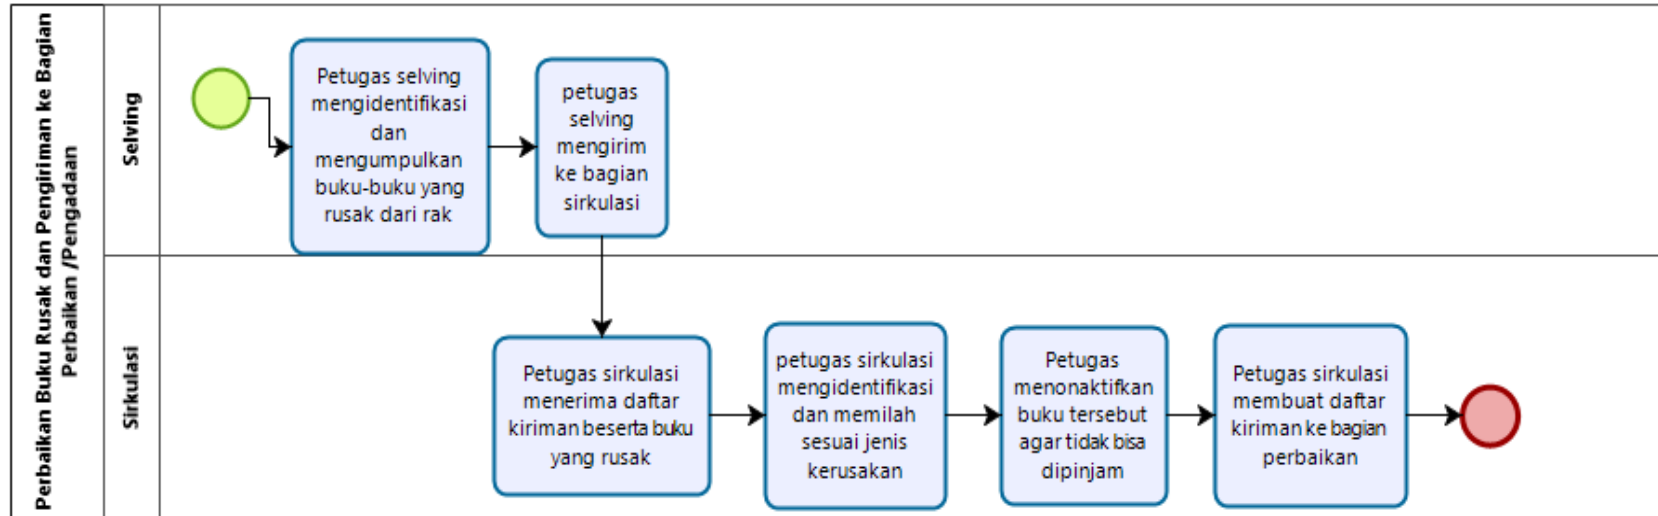 Perbaikan Buku Rusak dan Pengiriman ke Bagian
Perbaikan /Pengadaan
Selving
Petugas selving
mengidentifikasi
dan
mengumpulkan
buku-buku yang
rusak dari rak
petugas
selving
mengirim
ke bagian
sirkulasi
Sirkulasi
Petugas sirkulasi
menerima daftar
kiriman beserta buku
yang rusak
petugas sirkulasi
mengidentifikasi
dan memilah
sesuai jenis
kerusakan
Petugas
menonaktifkan
buku tersebut
agar tidak bisa
dipinjam
Petugas sirkulasi
membuat daftar
kiriman ke bagian
perbaikan